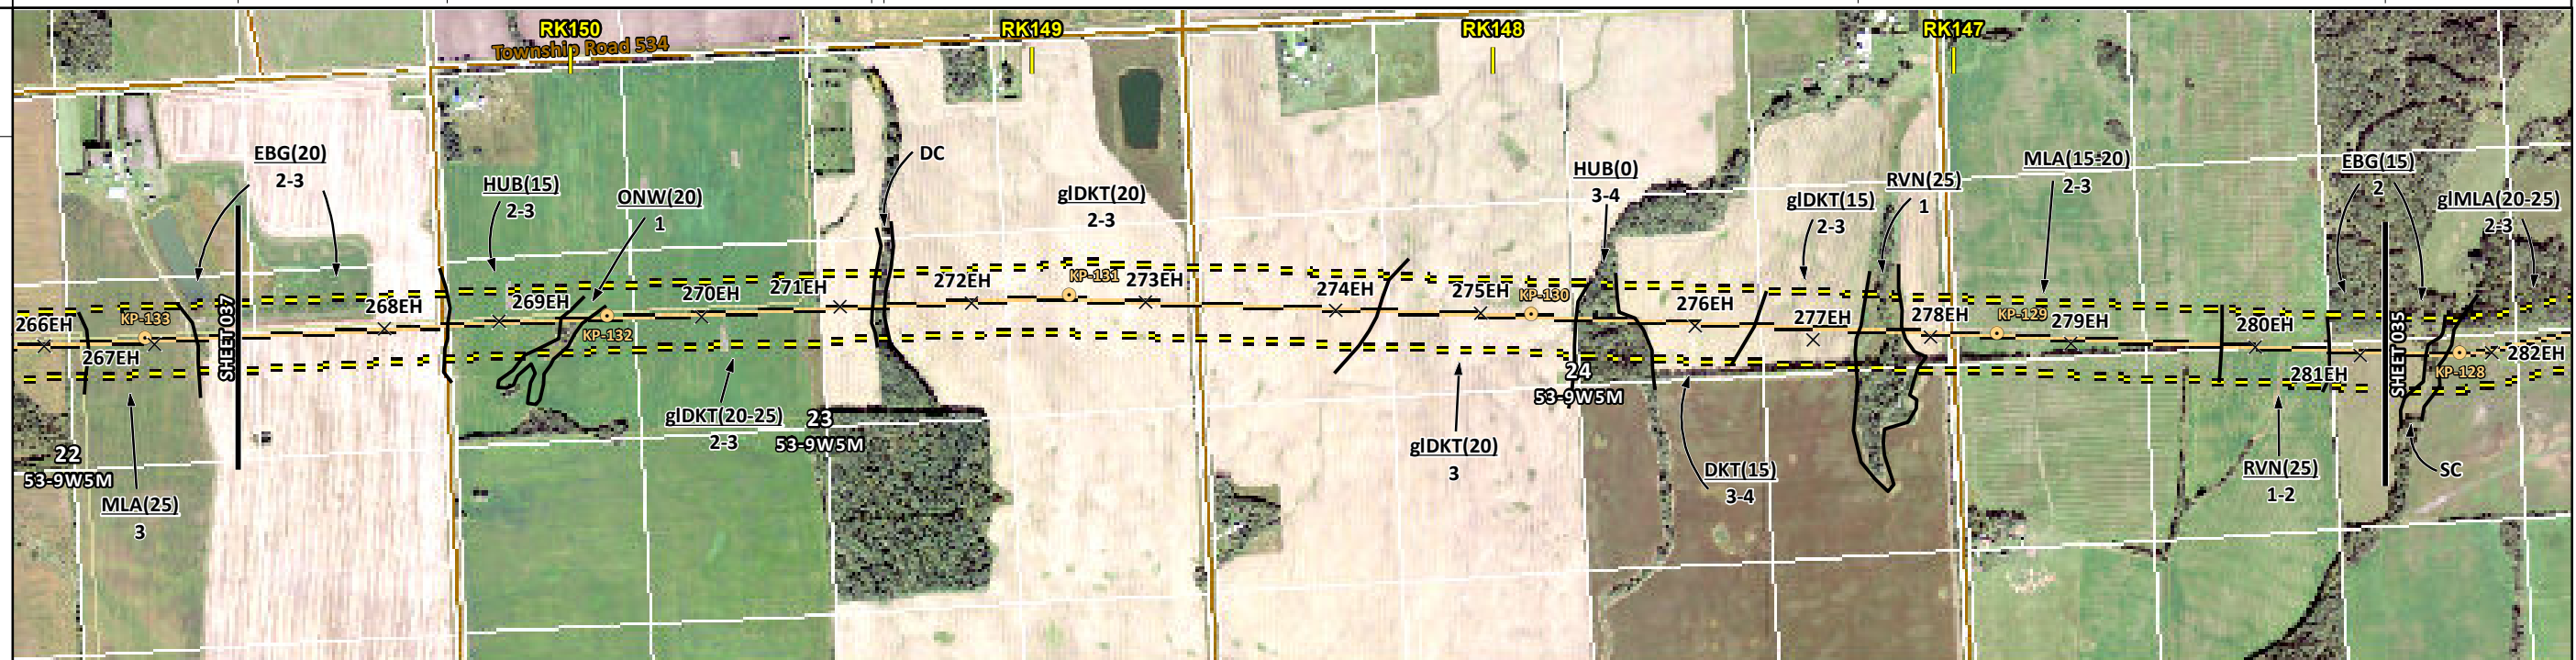 RK150
Township Road 534
RK149
RK148
RK147
EBG(20)
2-3
HUB(15)
2-3
ONW(20)
1
DC
glDKT(20)
2-3
HUB(0)
3-4
glDKT(15)
2-3
RVN(25)
1
MLA(15-20)
2-3
EBG(15)
2
glMLA(20-25)
2-3
266EH
KP-133
267EH
SHEET 037
268EH
269EH
KP-132
270EH
271EH
272EH
KP-131
273EH
274EH
275EH
KP-130
276EH
277EH
278EH
KP-129
279EH
280EH
281EH
SHEET 035
KP-128
282EH
22
53-9W5M
MLA(25)
3
glDKT(20-25)
2-3
23
53-9W5M
glDKT(20)
3
24
53-9W5M
DKT(15)
3-4
RVN(25)
1-2
SC